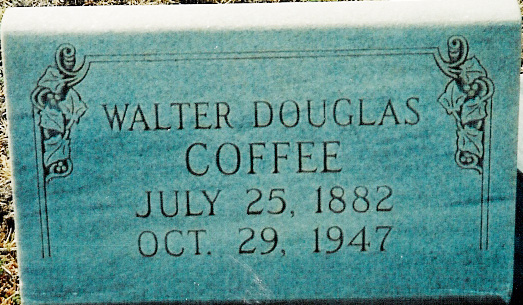 WALTER DOUGLAS
COFFEE
JULY 25, 1882
OCT. 29, 1947